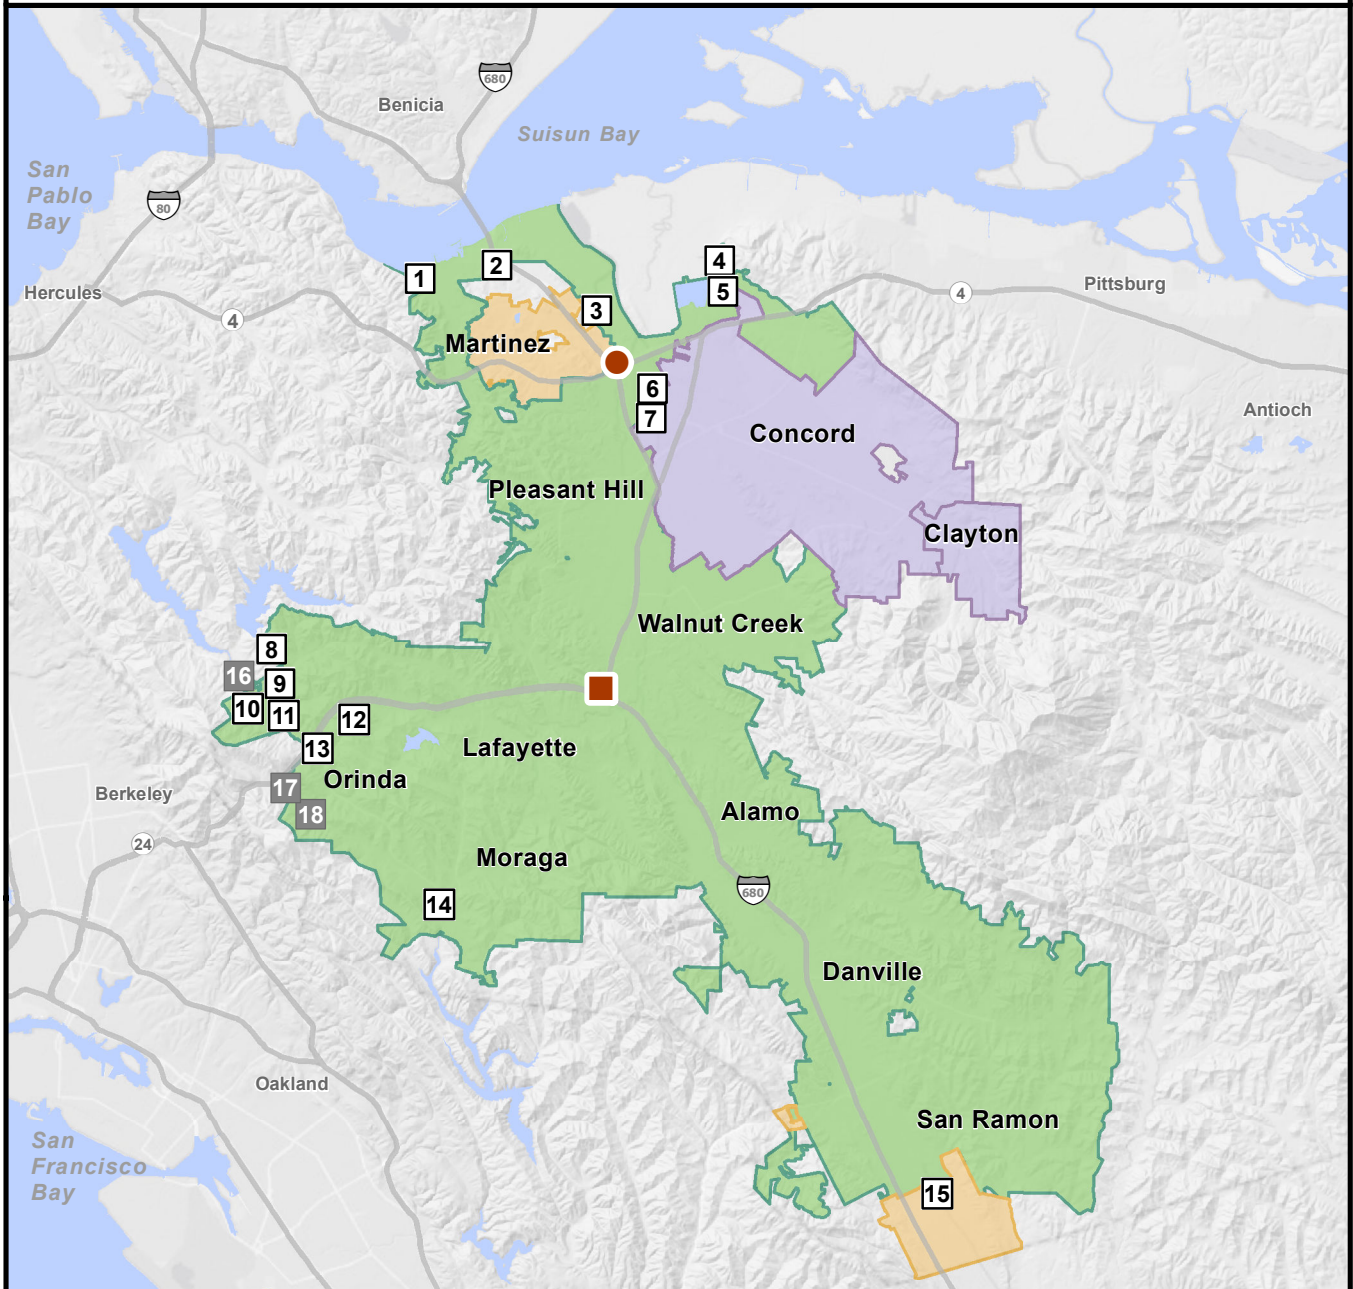 680
Benicia
Suisun Bay
San
Pablo
Bay
80
1
2
4
Hercules
5
Pittsburg
4
3
4
Martinez
6
7
Antioch
Concord
Pleasant Hill
Clayton
Walnut Creek
8
16
9
10
11
12
13
Lafayette
Orinda
17
Berkeley
18
Alamo
24
Moraga
680
14
Danville
Oakland
San Ramon
San
Francisco
Bay
15